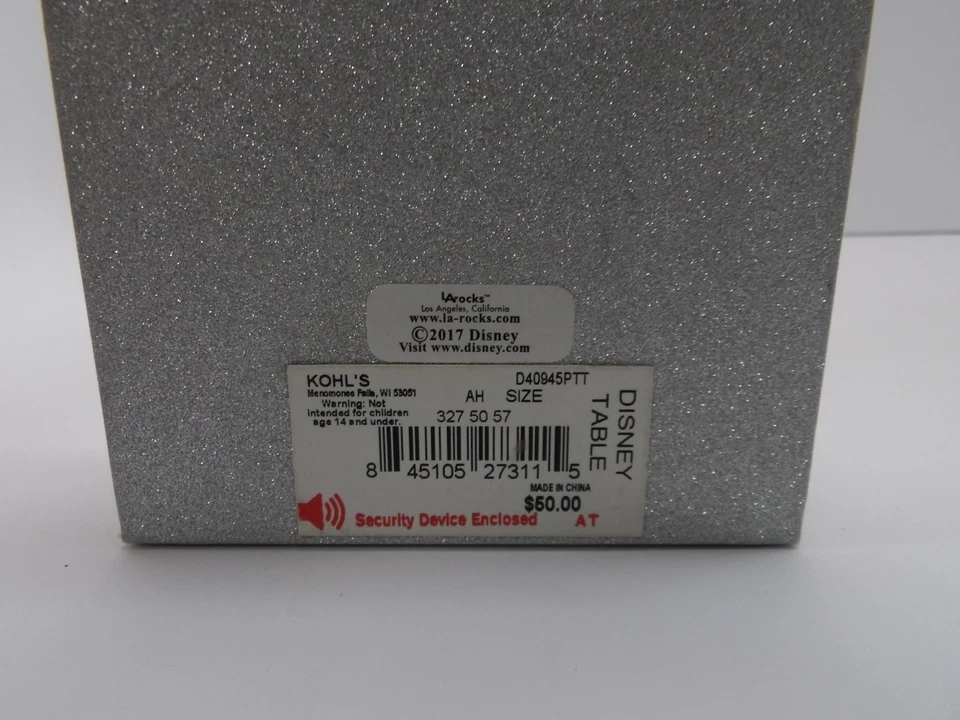 LArocks™
Los Angeles, California
www.la-rocks.com
©2017 Disney
Visit www.disney.com
KOHL'S D40945PTT
Menomonee Falls, WI 53051 AH SIZE
Warning: Not
intended for children
age 14 and under.
327 50 57
DISNEY
TABLE
8 45105 27311 5
MADE IN CHINA
$50.00
Security Device Enclosed AT